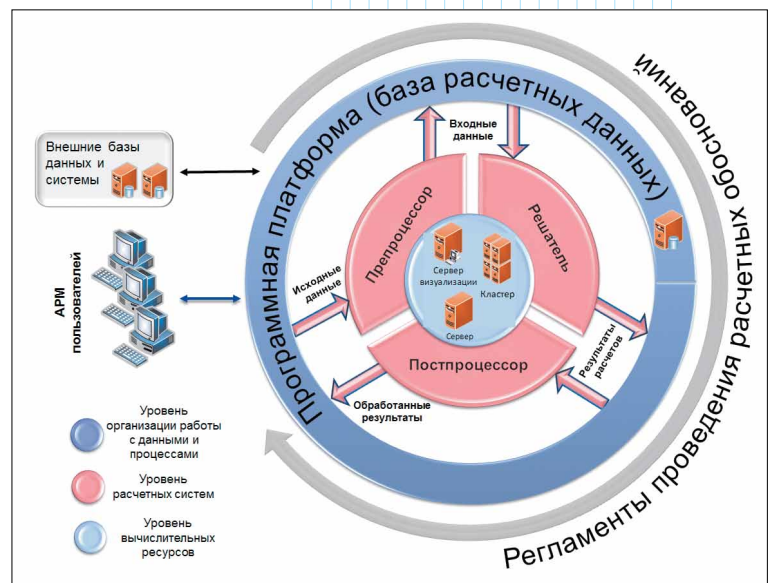 Регламенты проведения расчетных обоснований
Программная платформа (база расчетных данных)
Внешние базы
данных и
системы
АРМ
пользователей
Входные
данные
Препроцессор
Решатель
Постпроцессор
Исходные
данные
Сервер
визуализации
Кластер
Сервер
Результаты
расчетов
Обработанные
результаты
Уровень
организации работы
с данными и
процессами
Уровень
расчетных систем
Уровень
вычислительных
ресурсов